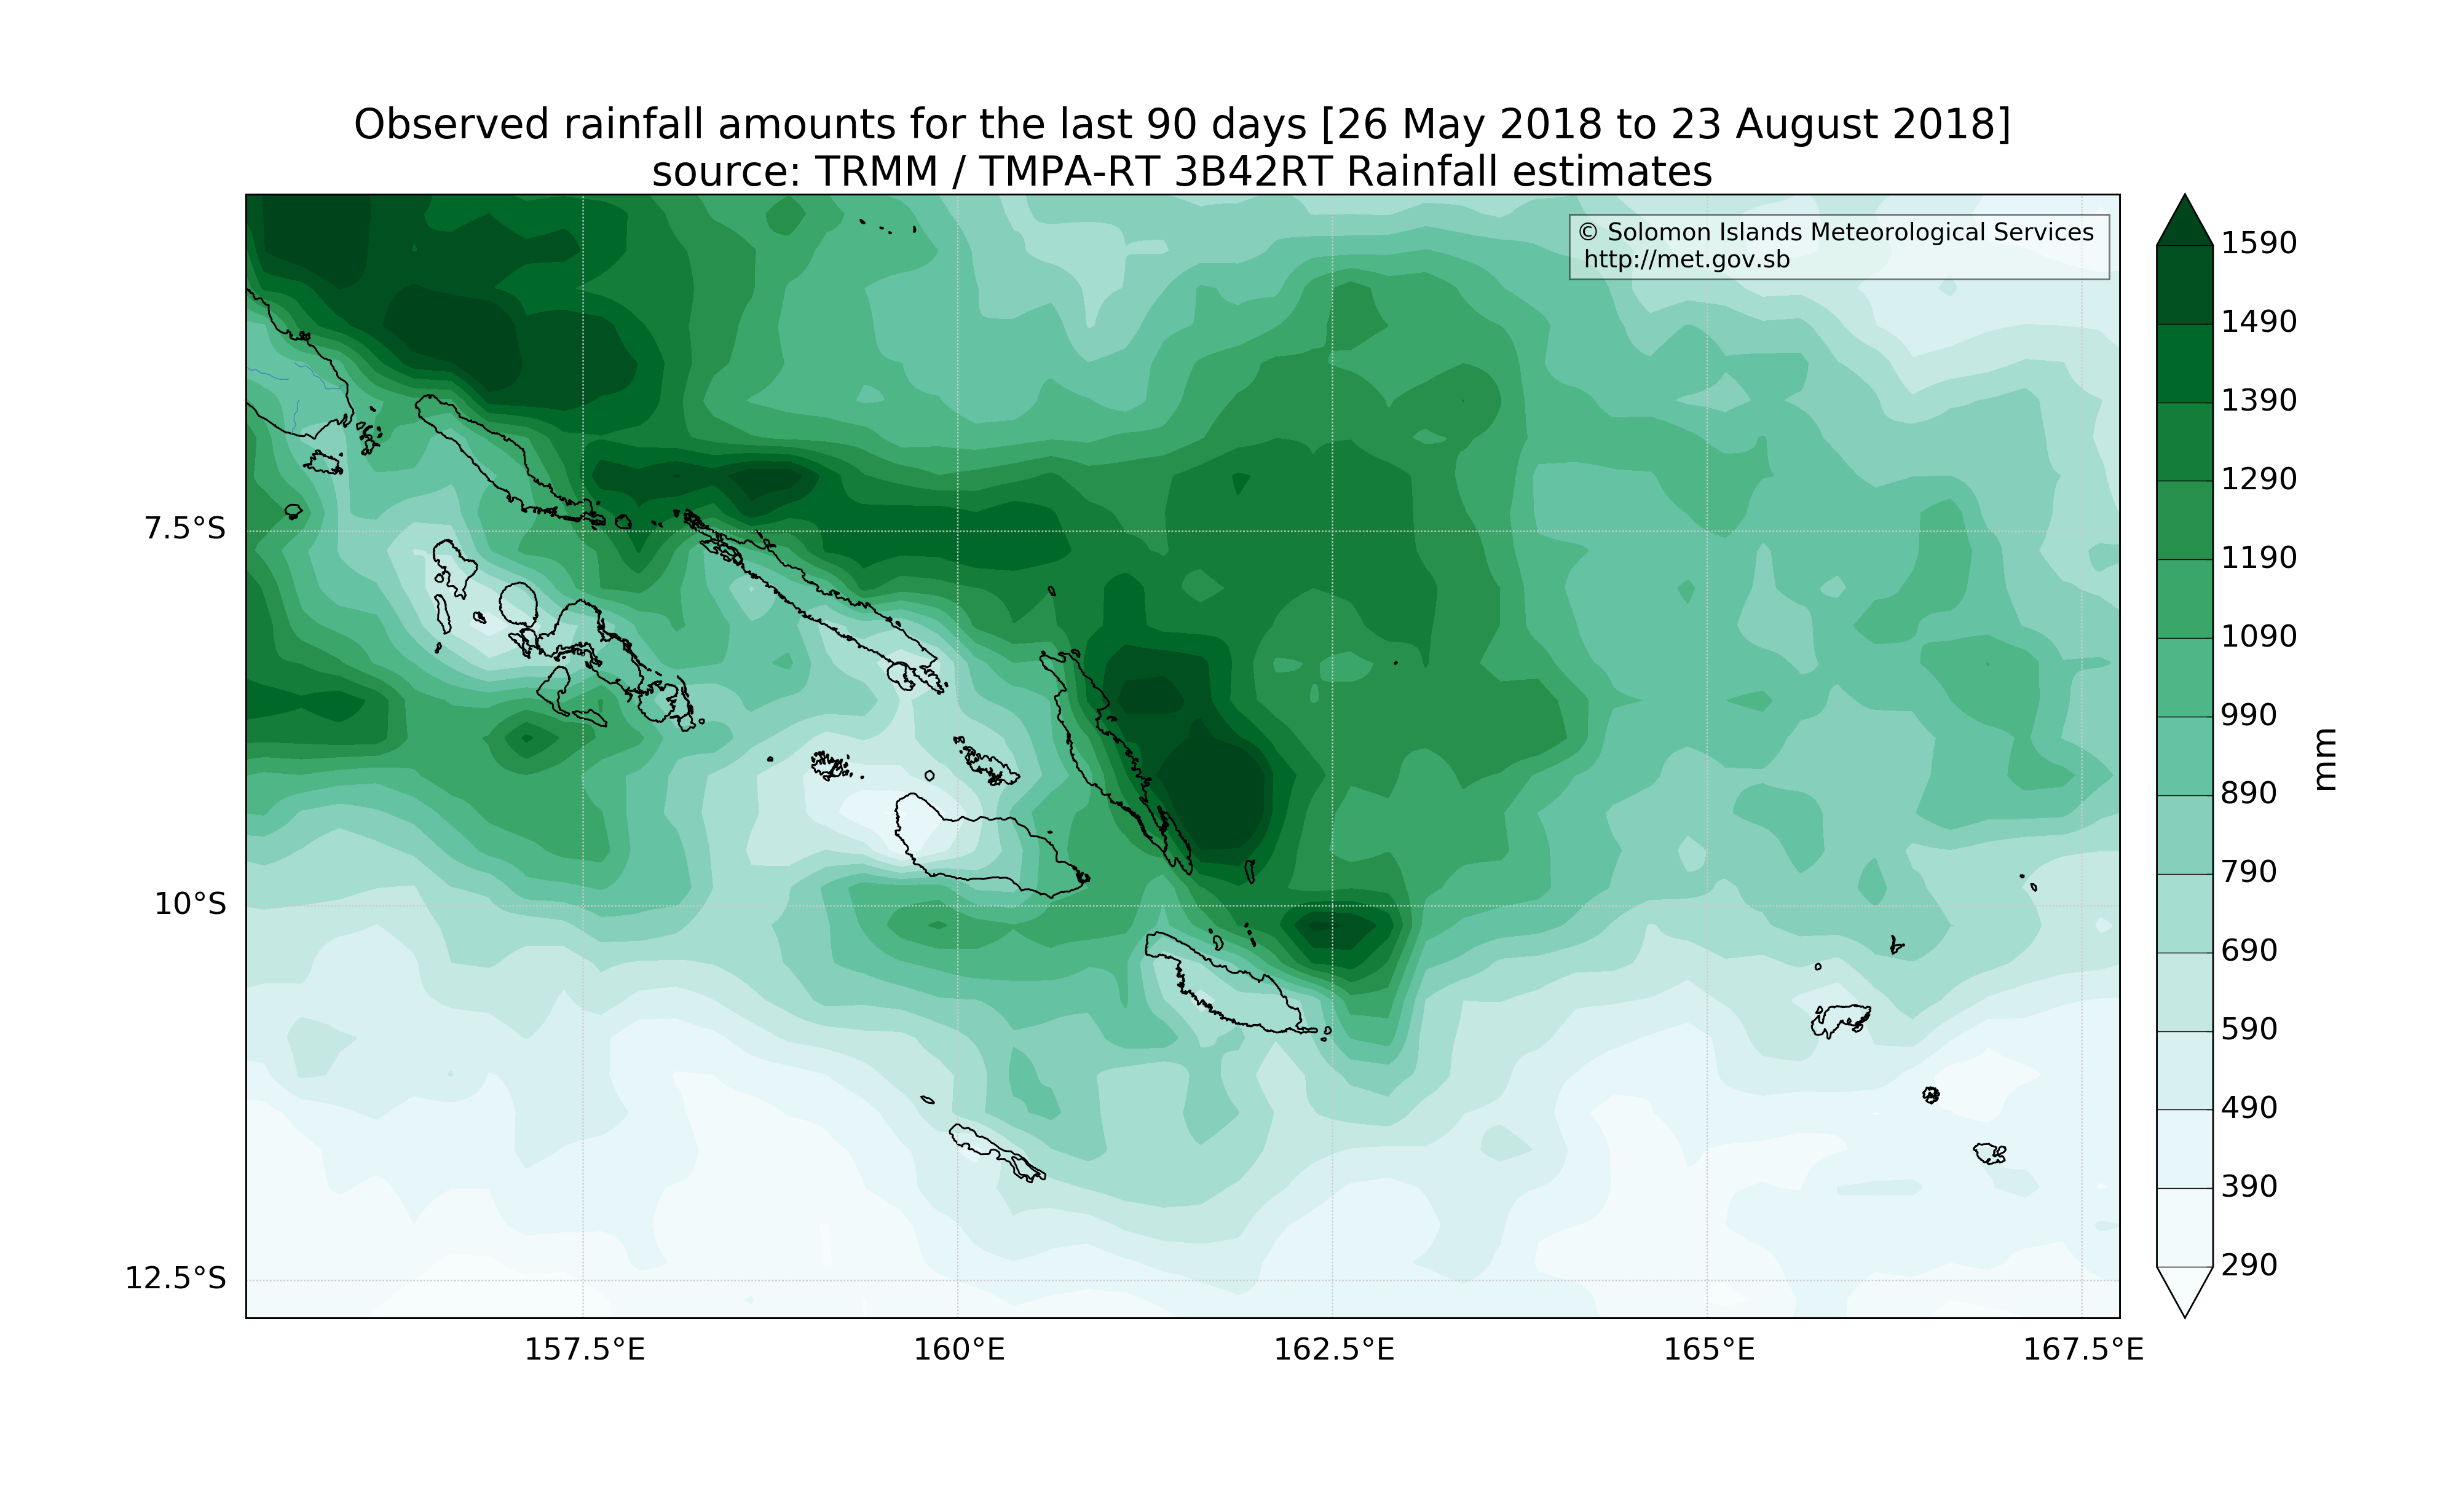 Observed rainfall amounts for the last 90 days [26 May 2018 to 23 August 2018]
source: TRMM / TMPA-RT 3B42RT Rainfall estimates
© Solomon Islands Meteorological Services
http://met.gov.sb
7.5°S
10°S
12.5°S
157.5°E
160°E
162.5°E
165°E
167.5°E
1590
1490
1390
1290
1190
1090
990
890
790
690
590
490
390
290
mm